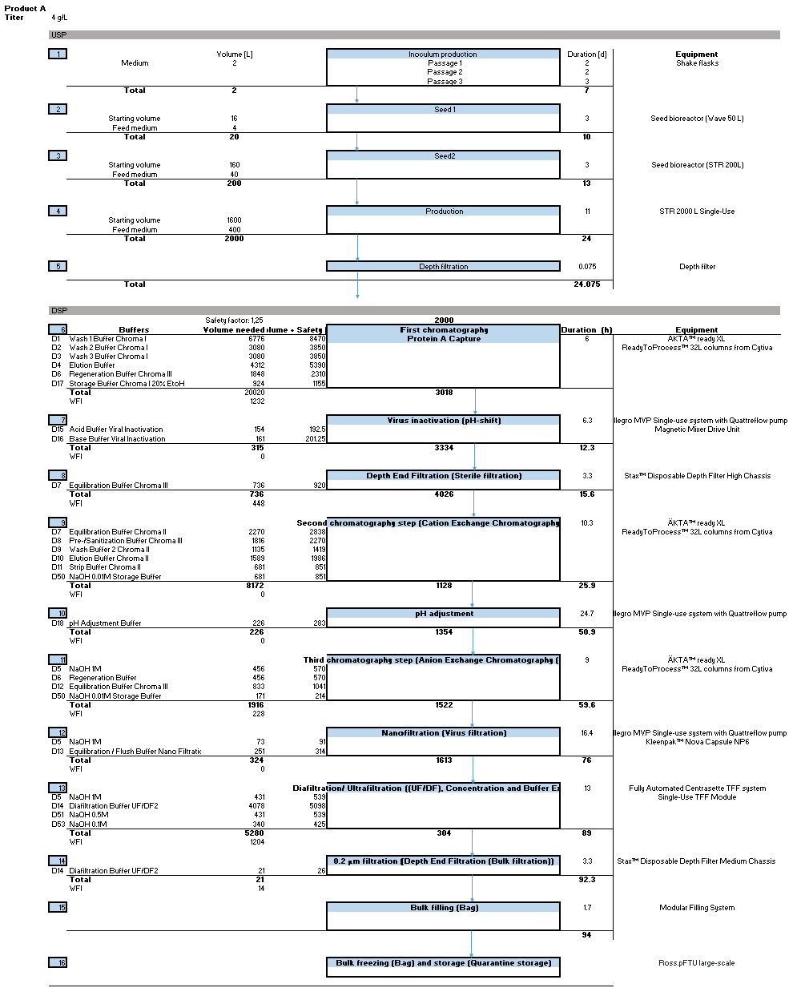 Product A
Titer 4 g/L
USP
1 Volume [L] Inoculum production Duration [d] Equipment
Medium 2 Passage 1 2 Shake flasks
Passage 2 2
Passage 3 3
Total 2 7
2 Seed 1
Starting volume 16 3 Seed bioreactor (Wave 50 L)
Feed medium 4
Total 20 10
3 Seed2
Starting volume 160 3 Seed bioreactor (STR 200L)
Feed medium 40
Total 200 13
4 Production 11 STR 2000 L Single-Use
Starting volume 1600
Feed medium 400
Total 2000 24
5 Depth filtration 0.075 Depth filter
Total 24.075
DSP
Safety factor: 1,25 2000
6 Buffers Volume needed lume + Safety First chromatography Duration (h) Equipment
D1 Wash 1 Buffer Chroma I 6776 8470 Protein A Capture 6 ÄKTA™ ready XL
D2 Wash 2 Buffer Chroma I 3080 3850 ReadyToProcess™ 32L columns from Cytiva
D3 Wash 3 Buffer Chroma I 3080 3850
D4 Elution Buffer 4312 5390
D6 Regeneration Buffer Chroma III 1848 2310
D17 Storage Buffer Chroma I 20% EtoH 924 1155
Total 20020 3018
WFI 1232
7 Virus inactivation (pH-shift) 6.3 llegro MVP Single-use system with Quattreflow pump
D15 Acid Buffer Viral Inactivation 154 192.5 Magnetic Mixer Drive Unit
D16 Base Buffer Viral Inactivation 161 201.25
Total 315 3334 12.3
WFI 0
8 Depth End Filtration (Sterile filtration) 3.3 Stax™ Disposable Depth Filter High Chassis
D7 Equilibration Buffer Chroma III 736 920
Total 736 4026 15.6
WFI 448
9 Second chromatography step (Cation Exchange Chromatography 10.3 ÄKTA™ ready XL
D7 Equilibration Buffer Chroma II 2270 2838 ReadyToProcess™ 32L columns from Cytiva
D8 Pre-/Sanitization Buffer Chroma III 1816 2270
D9 Wash Buffer 2 Chroma II 1135 1419
D10 Elution Buffer Chroma II 1589 1986
D11 Strip Buffer Chroma II 681 851
D50 NaOH 0.01M Storage Buffer 681 851
Total 8172 1128 25.9
WFI 0
10 pH adjustment 24.7 llegro MVP Single-use system with Quattreflow pump
D18 pH Adjustment Buffer 226 283
Total 226 1354 50.9
WFI 0
11 Third chromatography step (Anion Exchange Chromatography ( 9 ÄKTA™ ready XL
D5 NaOH 1M 456 570 ReadyToProcess™ 32L columns from Cytiva
D6 Regeneration Buffer 456 570
D12 Equilibration Buffer Chroma III 833 1041
D50 NaOH 0.01M Storage Buffer 171 214
Total 1916 1522 59.6
WFI 228
12 Nanofiltration (Virus filtration) 16.4 llegro MVP Single-use system with Quattreflow pump
D5 NaOH 1M 73 91 Kleenpak™ Nova Capsule NP6
D13 Equilibration / Flush Buffer Nano Filtratic 251 314
Total 324 1613 76
WFI 0
13 Diafiltration/ Ultrafiltration ((UF/DF), Concentration and Buffer Ex 13 Fully Automated Centrasette TFF system
D5 NaOH 1M 431 539 Single-Use TFF Module
D14 Diafiltration Buffer UF/DF2 4078 5098
D51 NaOH 0.5M 431 539
D53 NaOH 0.1M 340 425
Total 5280 304 89
WFI 1204
14 0.2 µm filtration (Depth End Filtration (Bulk filtration)) 3.3 Stax™ Disposable Depth Filter Medium Chassis
D14 Diafiltration Buffer UF/DF2 21 26
Total 21 92.3
WFI 14
15 Bulk filling (Bag) 1.7 Modular Filling System
94
16 Bulk freezing (Bag) and storage (Quarantine storage) Ross.pFTU large-scale